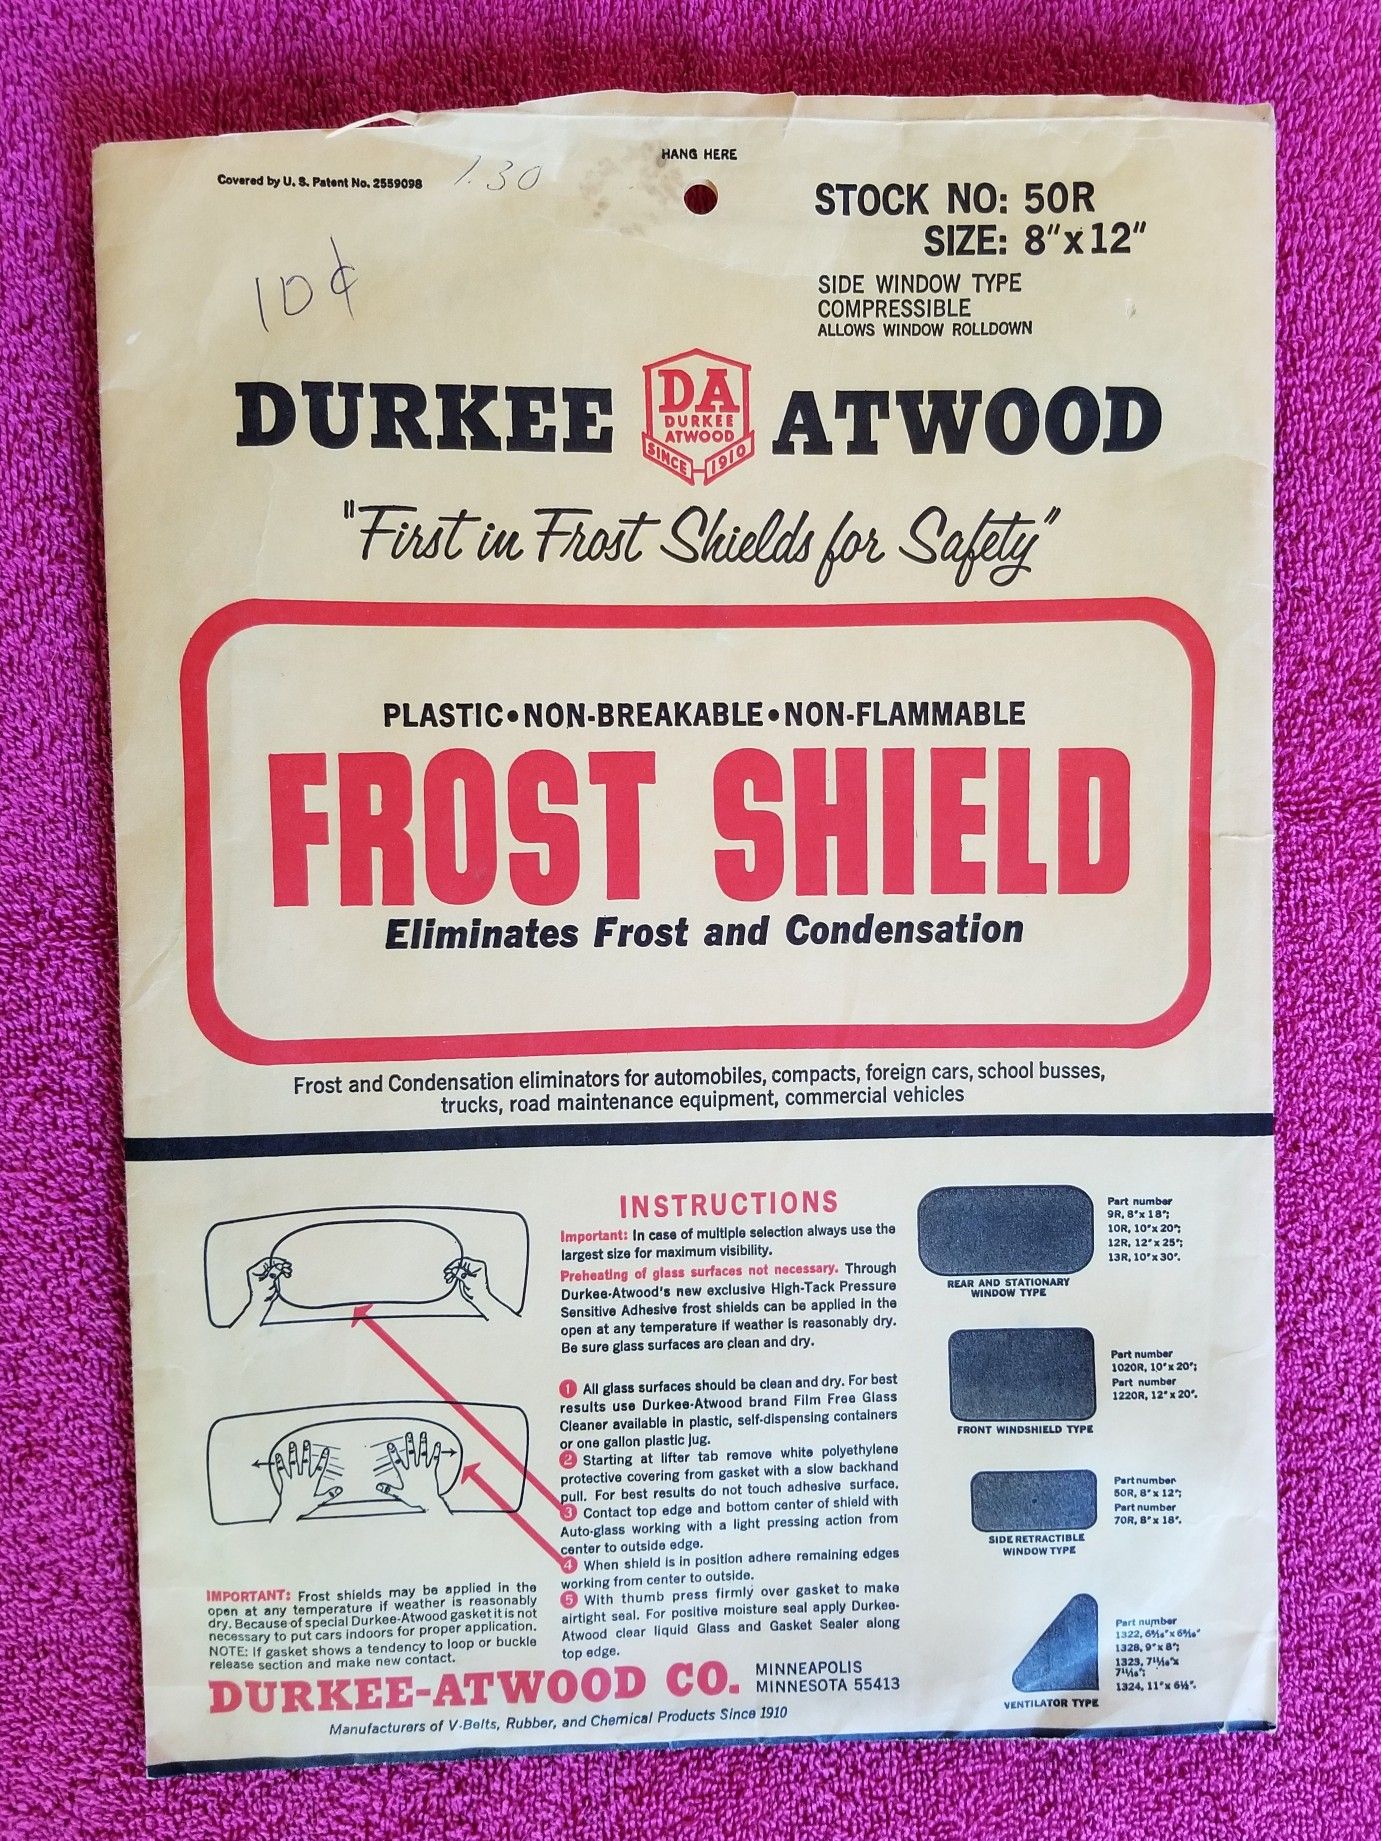 HANG HERE
Covered by U. S. Patent No. 2559098
1.30
10¢
STOCK NO: 50R
SIZE: 8"x12"
SIDE WINDOW TYPE
COMPRESSIBLE
ALLOWS WINDOW ROLLDOWN
DURKEE ATWOOD
DA
DURKEE
ATWOOD
SINCE 1910
"First in Frost Shields for Safety"
PLASTIC•NON-BREAKABLE•NON-FLAMMABLE
FROST SHIELD
Eliminates Frost and Condensation
Frost and Condensation eliminators for automobiles, compacts, foreign cars, school busses,
trucks, road maintenance equipment, commercial vehicles
INSTRUCTIONS
Important: In case of multiple selection always use the
largest size for maximum visibility.
Preheating of glass surfaces not necessary. Through
Durkee-Atwood's new exclusive High-Tack Pressure
Sensitive Adhesive frost shields can be applied in the
open at any temperature if weather is reasonably dry.
Be sure glass surfaces are clean and dry.
1 All glass surfaces should be clean and dry. For best
results use Durkee-Atwood brand Film Free Glass
Cleaner available in plastic, self-dispensing containers
or one gallon plastic jug.
2 Starting at lifter tab remove white polyethylene
protective covering from gasket with a slow backhand
pull. For best results do not touch adhesive surface.
3 Contact top edge and bottom center of shield with
Auto-glass working with a light pressing action from
center to outside edge.
4 When shield is in position adhere remaining edges
working from center to outside.
5 With thumb press firmly over gasket to make
airtight seal. For positive moisture seal apply Durkee-
Atwood clear liquid Glass and Gasket Sealer along
top edge.
IMPORTANT: Frost shields may be applied in the
open at any temperature if weather is reasonably
dry. Because of special Durkee-Atwood gasket it is not
necessary to put cars indoors for proper application.
NOTE: If gasket shows a tendency to loop or buckle
release section and make new contact.
Part number
9R, 8"x 18";
10R, 10"x 20";
12R, 12"x 25";
13R, 10"x 30".
REAR AND STATIONARY
WINDOW TYPE
Part number
1020R, 10"x 20";
Part number
1220R, 12"x 20".
FRONT WINDSHIELD TYPE
Part number
50R, 8"x 12";
Part number
70R, 8"x 18".
SIDE RETRACTIBLE
WINDOW TYPE
Part number
1322,
1328, 9"x 8";
1323, 7 11/16"x
7 11/16";
1324, 11"x 6½".
VENTILATOR TYPE
DURKEE-ATWOOD CO. MINNEAPOLIS
MINNESOTA 55413
Manufacturers of V-Belts, Rubber, and Chemical Products Since 1910